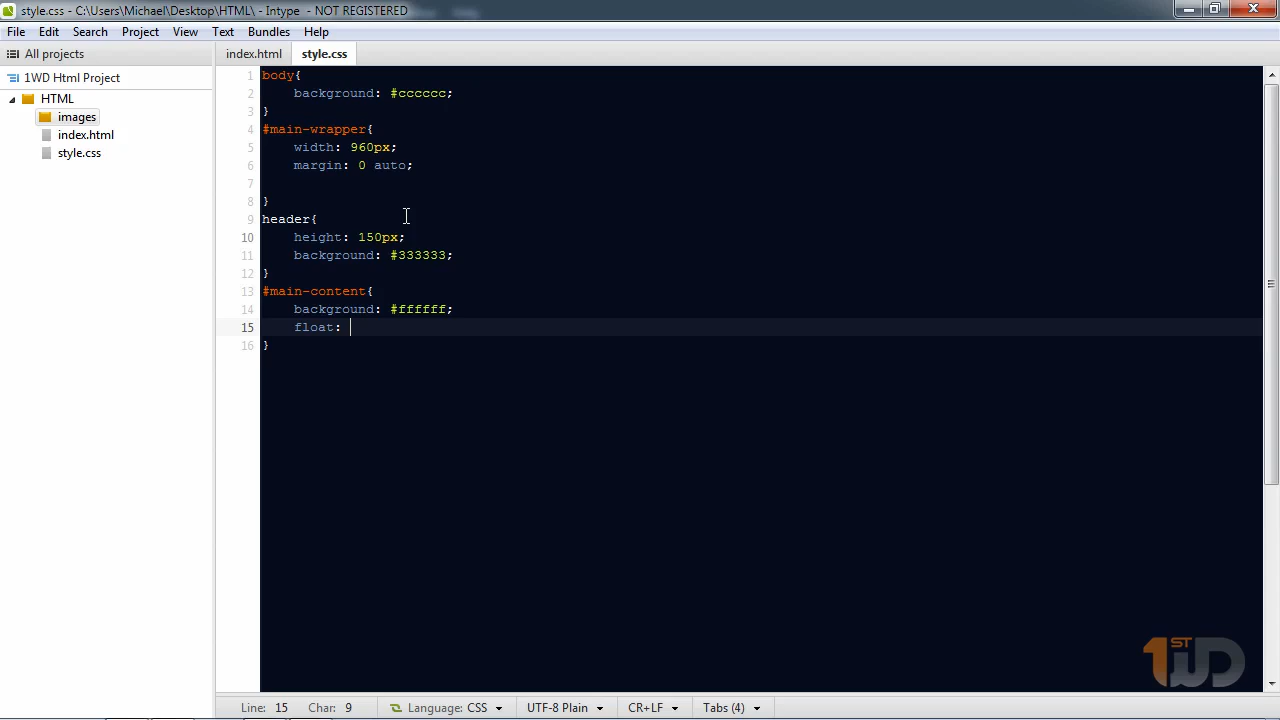 style.css - C:\Users\Michael\Desktop\HTML\ - Intype - NOT REGISTERED
File Edit Search Project View Text Bundles Help
All projects
index.html
style.css
1WD Html Project
HTML
images
index.html
style.css
1 body{
2 background: #cccccc;
3 }
4 #main-wrapper{
5 width: 960px;
6 margin: 0 auto;
7
8 }
9 header{
10 height: 150px;
11 background: #333333;
12 }
13 #main-content{
14 background: #ffffff;
15 float:
16 }
1ST WD
Line: 15 Char: 9 Language: CSS UTF-8 Plain CR+LF Tabs (4)